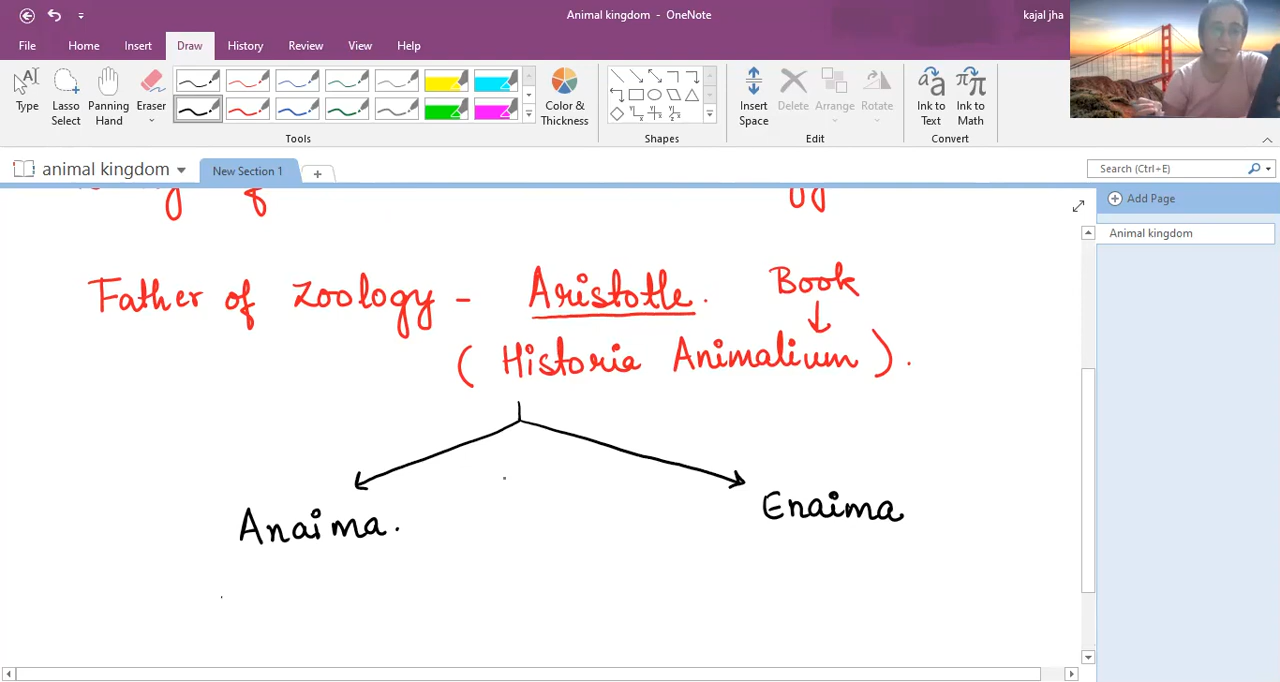 Animal kingdom - OneNote
kajal jha
File Home Insert Draw History Review View Help
Type
Lasso Select
Panning Hand
Eraser
Color & Thickness
Insert Space
Delete
Arrange
Rotate
Ink to Text
Ink to Math
Tools
Shapes
Edit
Convert
animal kingdom
New Section 1
Search (Ctrl+E)
Add Page
Animal kingdom
Father of Zoology - Aristotle. Book
( Historia Animalium ).
Anaima. Enaima